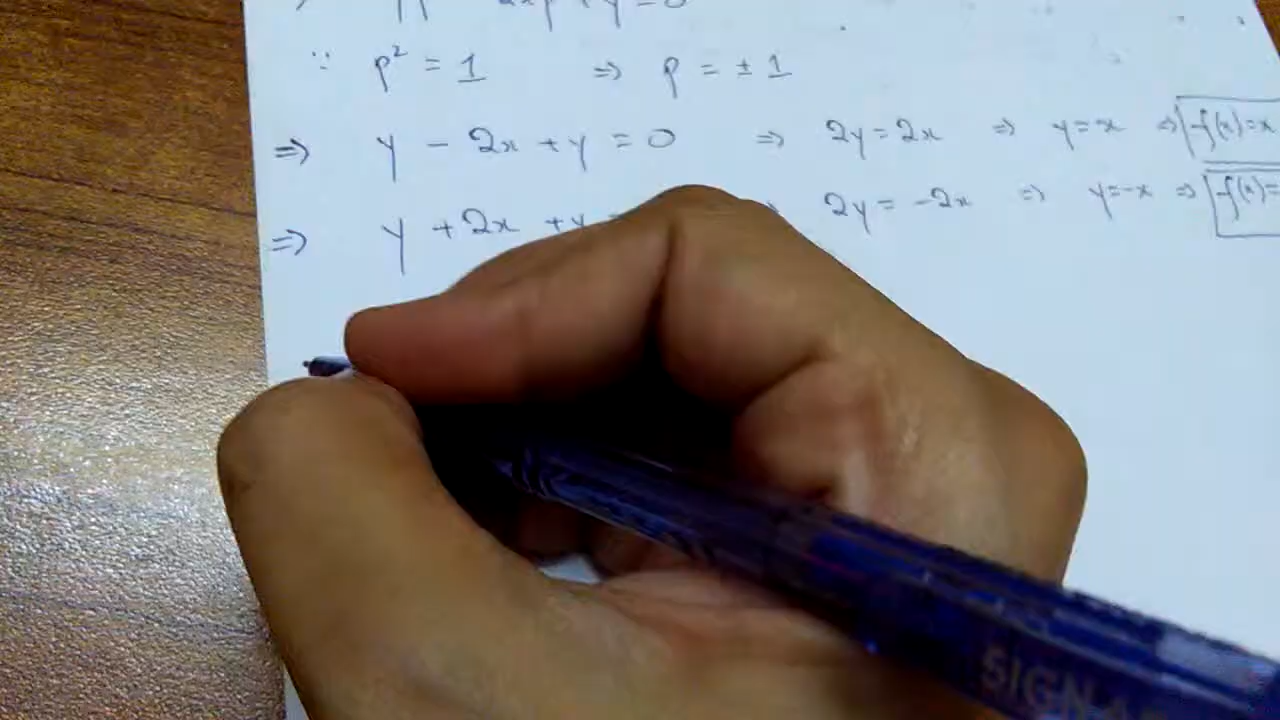 ∵ p² = 1 ⇒ p = ± 1
⇒ y - 2x + y = 0 ⇒ 2y = 2x ⇒ y = x ⇒ f(x) = x
⇒ y + 2x + y 2y = -2x ⇒ y = -x ⇒ f(x) =
SIGN